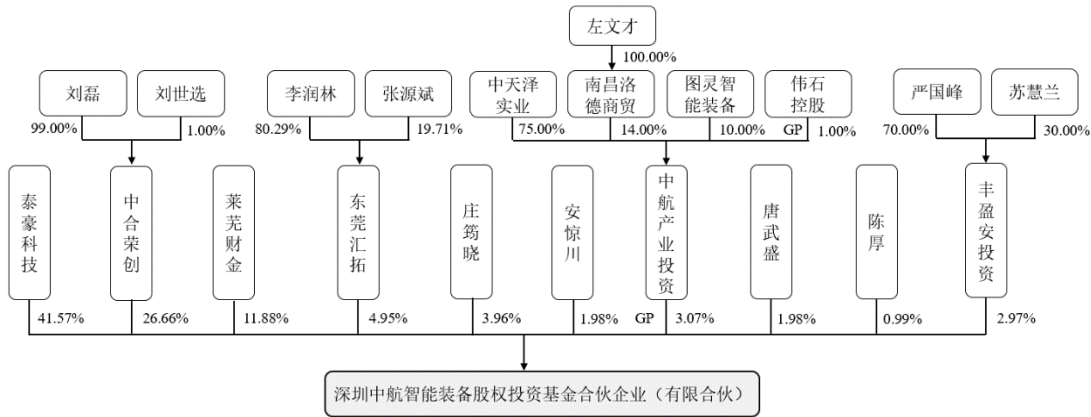 左文才
100.00%
刘磊
刘世选
李润林
张源斌
中天泽
实业
南昌洛
德商贸
图灵智
能装备
伟石
控股
严国峰
苏慧兰
99.00%
1.00%
80.29%
19.71%
75.00%
14.00%
10.00%
GP
1.00%
70.00%
30.00%
泰豪科技
中合荣创
莱芜财金
东莞汇拓
庄筠晓
安惊川
中航产业投资
唐武盛
陈厚
丰盈安投资
41.57%
26.66%
11.88%
4.95%
3.96%
1.98%
GP
3.07%
1.98%
0.99%
2.97%
深圳中航智能装备股权投资基金合伙企业（有限合伙）